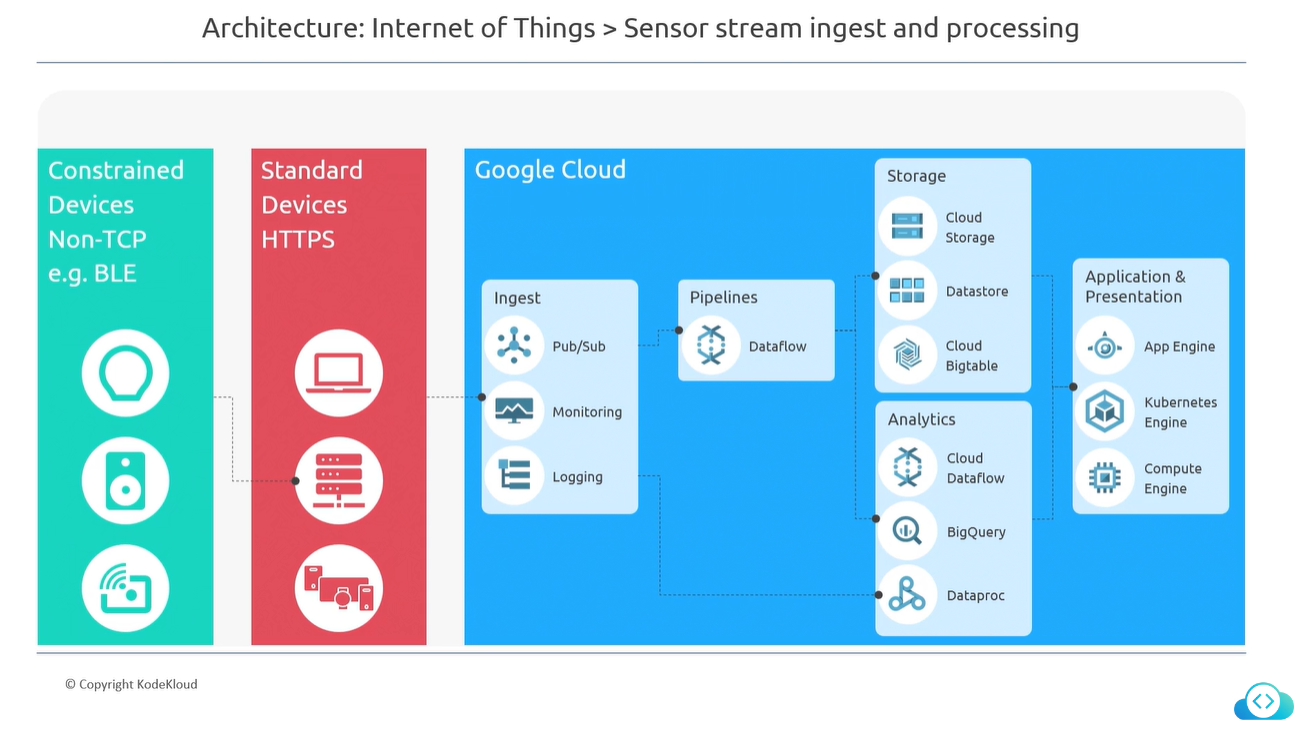 Architecture: Internet of Things > Sensor stream ingest and processing
Constrained
Devices
Non-TCP
e.g. BLE
Standard
Devices
HTTPS
Google Cloud
Ingest
Pub/Sub
Monitoring
Logging
Pipelines
Dataflow
Storage
Cloud
Storage
Datastore
Cloud
Bigtable
Analytics
Cloud
Dataflow
BigQuery
Dataproc
Application &
Presentation
App Engine
Kubernetes
Engine
Compute
Engine
© Copyright KodeKloud